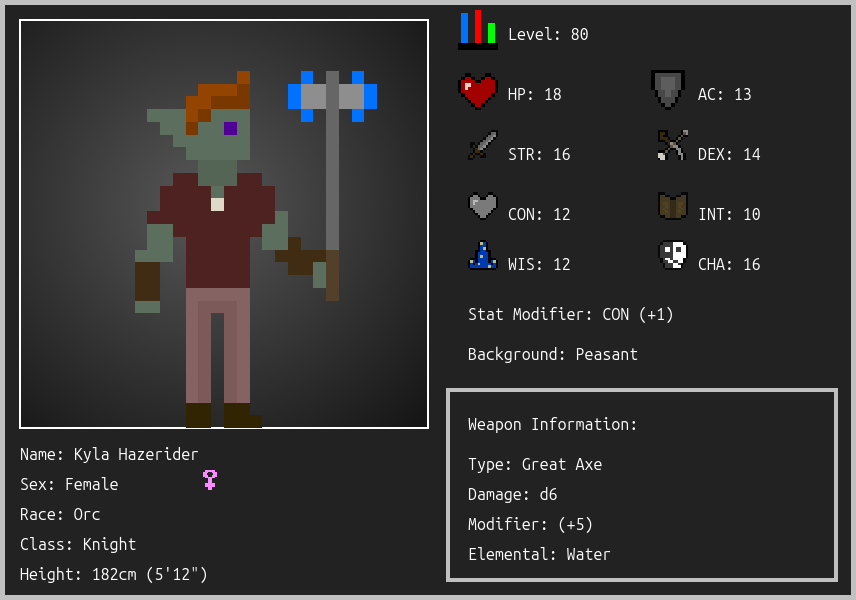 Level: 80
HP: 18
AC: 13
STR: 16
DEX: 14
CON: 12
INT: 10
WIS: 12
CHA: 16
Stat Modifier: CON (+1)
Background: Peasant
Weapon Information:
Type: Great Axe
Damage: d6
Modifier: (+5)
Elemental: Water
Name: Kyla Hazerider
Sex: Female
Race: Orc
Class: Knight
Height: 182cm (5'12")